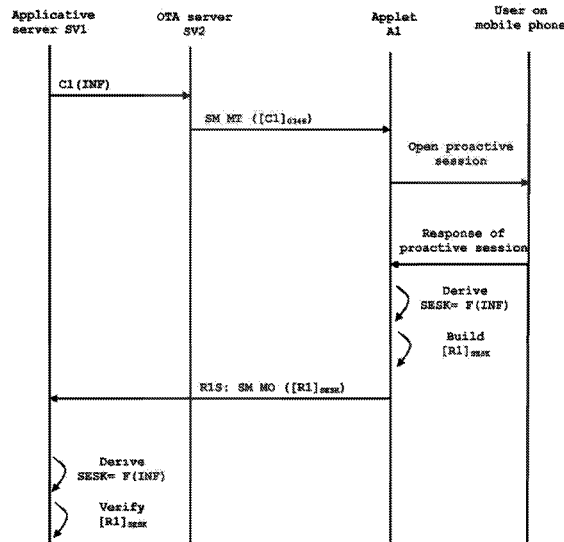 Applicative
server SV1
OTA server
SV2
Applet
A1
User on
mobile phone
C1(INF)
SM MT ([C1]0348)
Open proactive
session
Response of
proactive session
Derive
SESK= F(INF)
Build
[R1]SESK
R1S: SM MO ([R1]SESK)
Derive
SESK= F(INF)
Verify
[R1]SESK